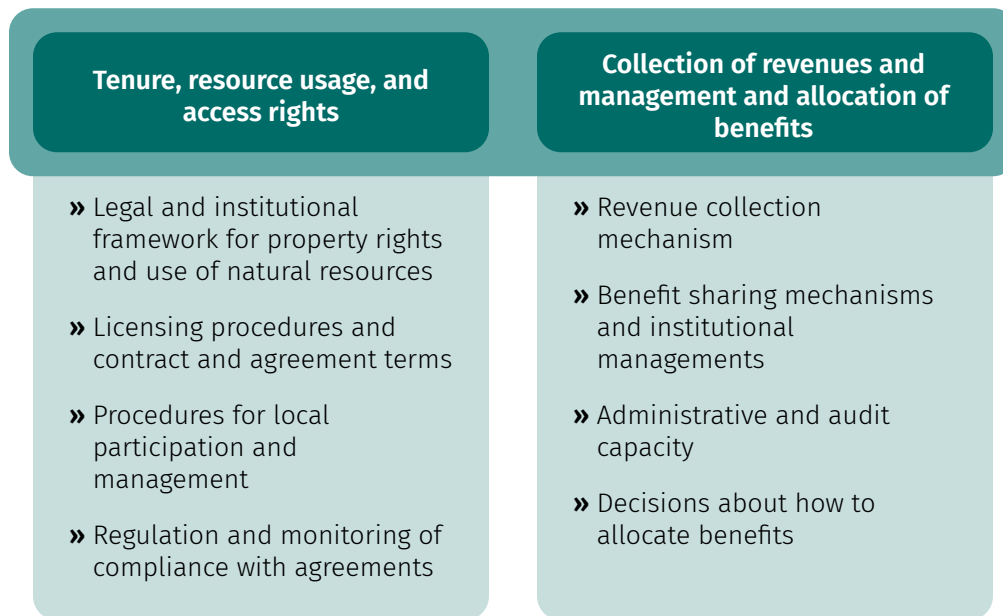 Tenure, resource usage, and
access rights
» Legal and institutional
framework for property rights
and use of natural resources
» Licensing procedures and
contract and agreement terms
» Procedures for local
participation and
management
» Regulation and monitoring of
compliance with agreements
Collection of revenues and
management and allocation of
benefits
» Revenue collection
mechanism
» Benefit sharing mechanisms
and institutional
managements
» Administrative and audit
capacity
» Decisions about how to
allocate benefits